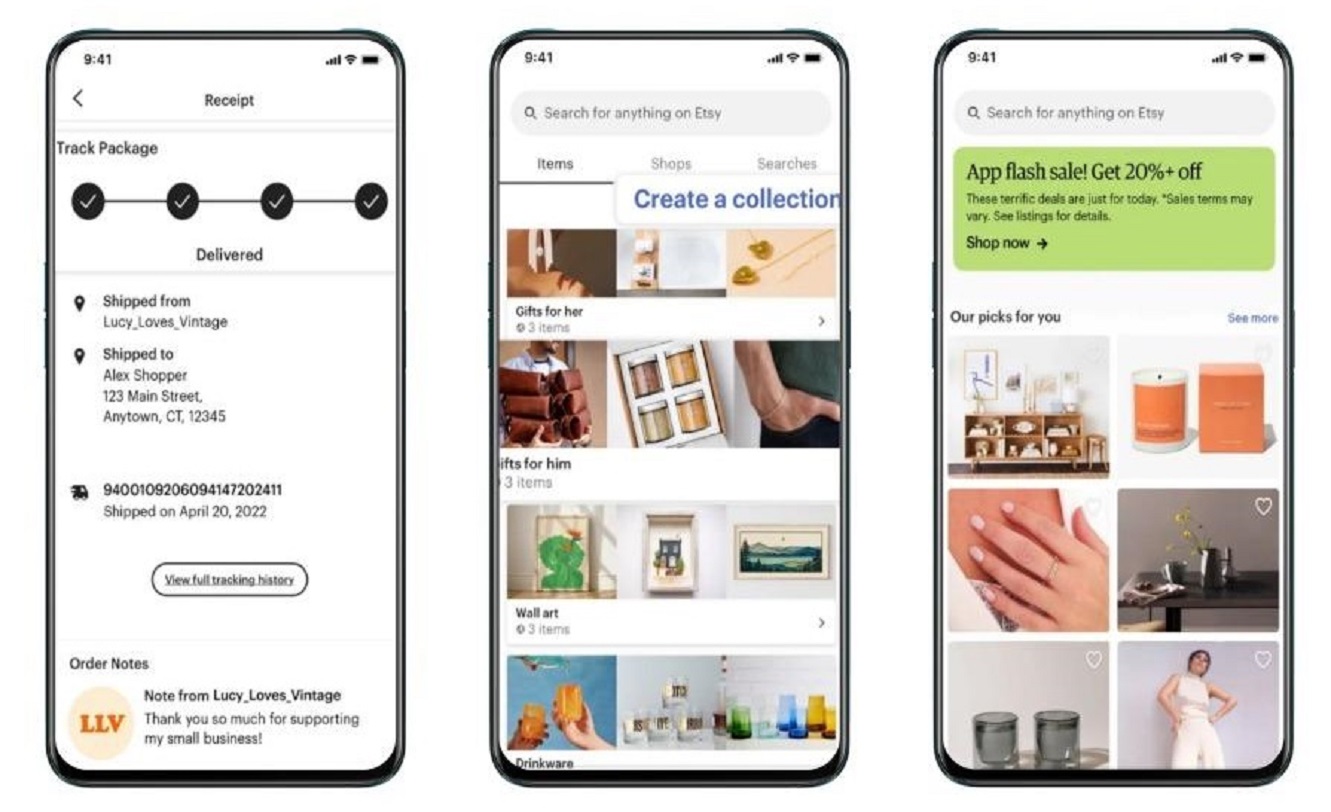 9:41
Receipt
Track Package
Delivered
Shipped from
Lucy_Loves_Vintage
Shipped to
Alex Shopper
123 Main Street,
Anytown, CT, 12345
9400109206094147202411
Shipped on April 20, 2022
View full tracking history
Order Notes
LLV
Note from Lucy_Loves_Vintage
Thank you so much for supporting
my small business!
9:41
Search for anything on Etsy
Items Shops Searches
Create a collection
Gifts for her
3 items
ifts for him
3 items
Wall art
3 items
Drinkware
9:41
Search for anything on Etsy
App flash sale! Get 20%+ off
These terrific deals are just for today. *Sales terms may
vary. See listings for details.
Shop now →
Our picks for you See more